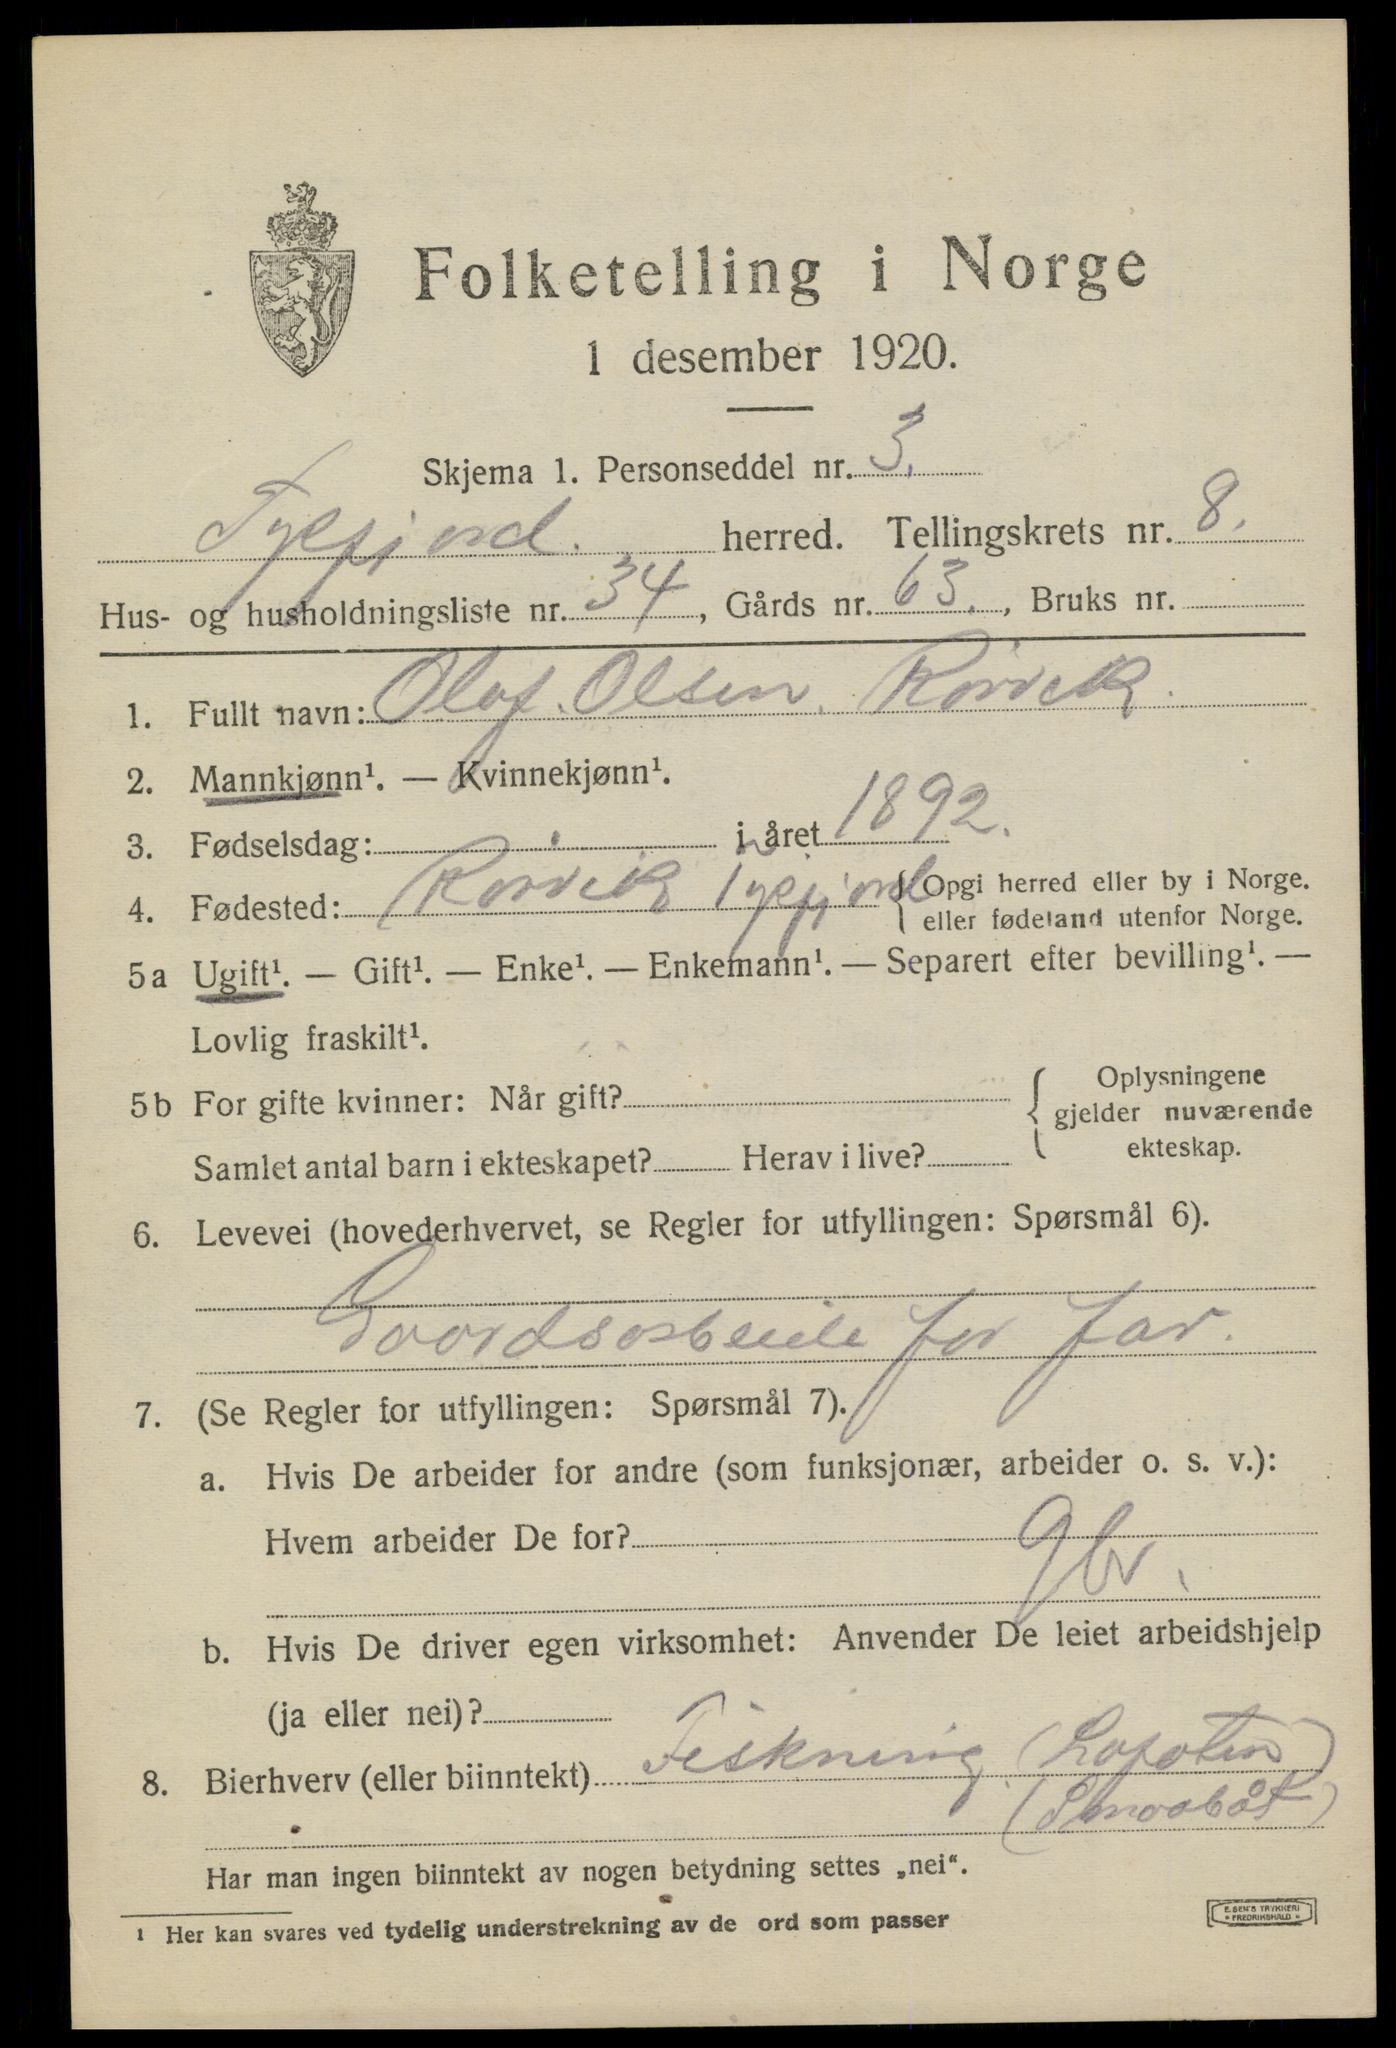 Folketelling i Norge
1 desember 1920.
Skjema 1. Personseddel nr. 3.
Tysfjord. herred. Tellingskrets nr. 8.
Hus- og husholdningsliste nr. 34, Gårds nr. 63., Bruks nr.
1. Fullt navn: Olaf. Olsen. Rørvik.
2. Mannkjønn¹. — Kvinnekjønn¹.
3. Fødselsdag: i året 1892.
4. Fødested: Rørvik Tysfjord { Opgi herred eller by i Norge.
eller fødeland utenfor Norge.
5a Ugift¹. — Gift¹. — Enke¹. — Enkemann¹. — Separert efter bevilling¹. —
Lovlig fraskilt¹.
5b For gifte kvinner: Når gift? { Oplysningene
gjelder nuværende
Samlet antal barn i ekteskapet? Herav i live? ekteskap.
6. Levevei (hovederhvervet, se Regler for utfyllingen: Spørsmål 6).
Goordsarbeide for far.
7. (Se Regler for utfyllingen: Spørsmål 7).
a. Hvis De arbeider for andre (som funksjonær, arbeider o. s. v.):
Hvem arbeider De for?
Gbr.
b. Hvis De driver egen virksomhet: Anvender De leiet arbeidshjelp
(ja eller nei)?
8. Bierhverv (eller biinntekt) Fiskning (Lofoten)
(Smaabåt)
Har man ingen biinntekt av nogen betydning settes „nei“.
1 Her kan svares ved tydelig understrekning av de ord som passer
E. SEM'S TRYKKERI
FREDRIKSHALD